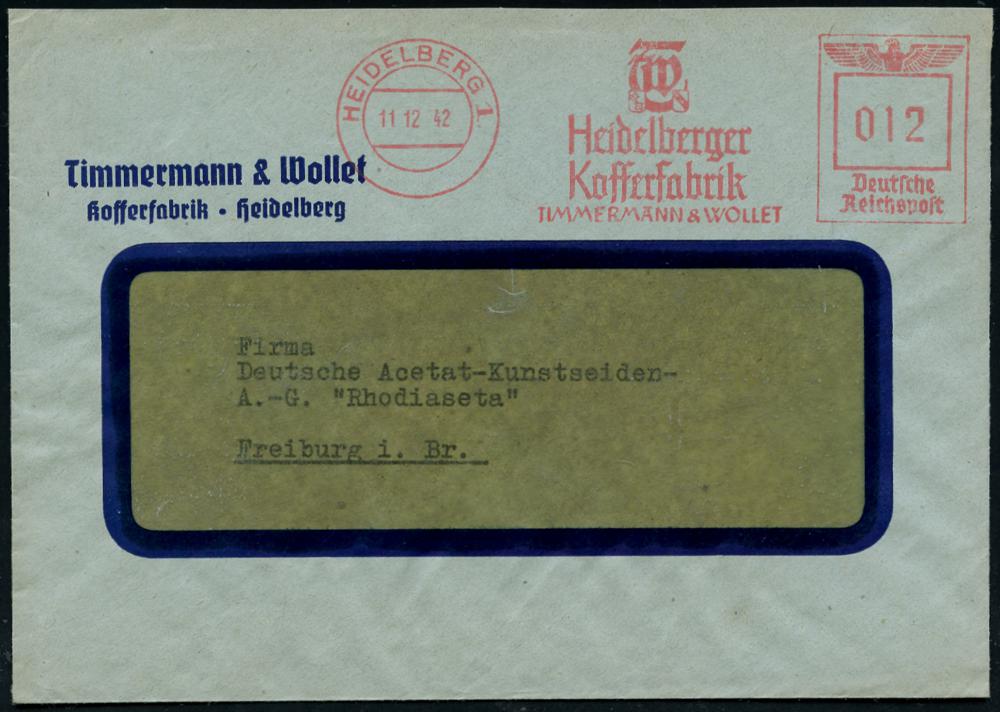 HEIDELBERG 1
11 12 42
TW
Heidelberger
Kofferfabrik
TIMMERMANN & WOLLET
012
Deutsche
Reichspost
Timmermann & Wollet
Kofferfabrik • Heidelberg
Firma
Deutsche Acetat-Kunstseiden-
A.-G. "Rhodiaseta"
Freiburg i. Br.